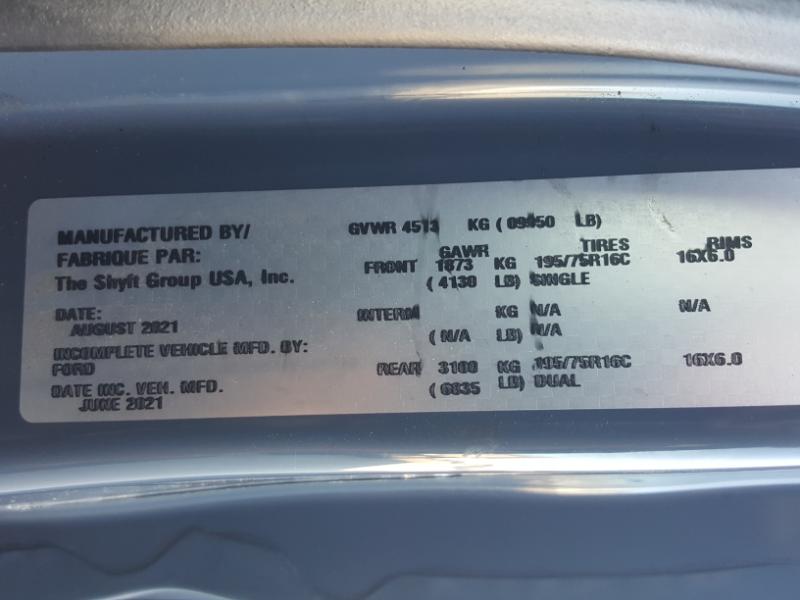 MANUFACTURED BY/
FABRIQUE PAR:
The Shyft Group USA, Inc.
DATE:
AUGUST 2021
INCOMPLETE VEHICLE MFD. BY:
FORD
DATE INC. VEH. MFD.
JUNE 2021
GVWR 4513 KG ( 09950 LB)
GAWR TIRES RIMS
FRONT 1873 KG 195/75R16C 16X6.0
( 4130 LB) SINGLE
INTERM KG N/A N/A
( N/A LB) N/A
REAR 3100 KG 195/75R16C 16X6.0
( 6835 LB) DUAL